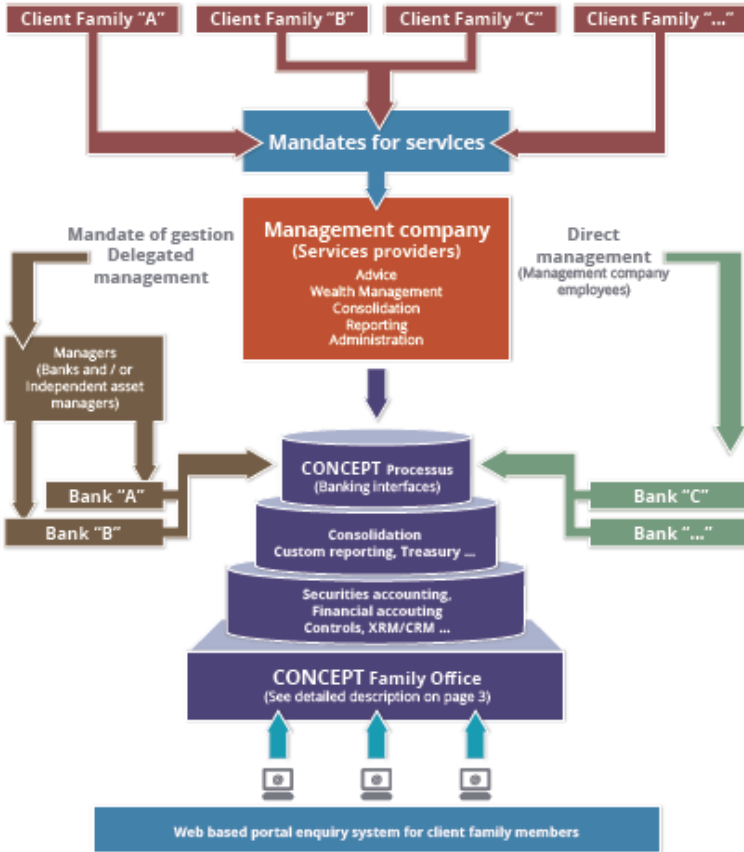 Client Family "A"
Client Family "B"
Client Family "C"
Client Family "..."
Mandates for services
Mandate of gestion
Delegated
management
Management company
(Services providers)
Advice
Wealth Management
Consolidation
Reporting
Administration
Direct
management
(Management company
employees)
Managers
(Banks and / or
Independent asset
managers)
Bank "A"
Bank "B"
CONCEPT Processus
(Banking interfaces)
Bank "C"
Bank "..."
Consolidation
Custom reporting, Treasury ...
Securities accounting,
Financial accouting
Controls, XRM/CRM ...
CONCEPT Family Office
(See detailed description on page 3)
@
@
@
Web based portal enquiry system for client family members